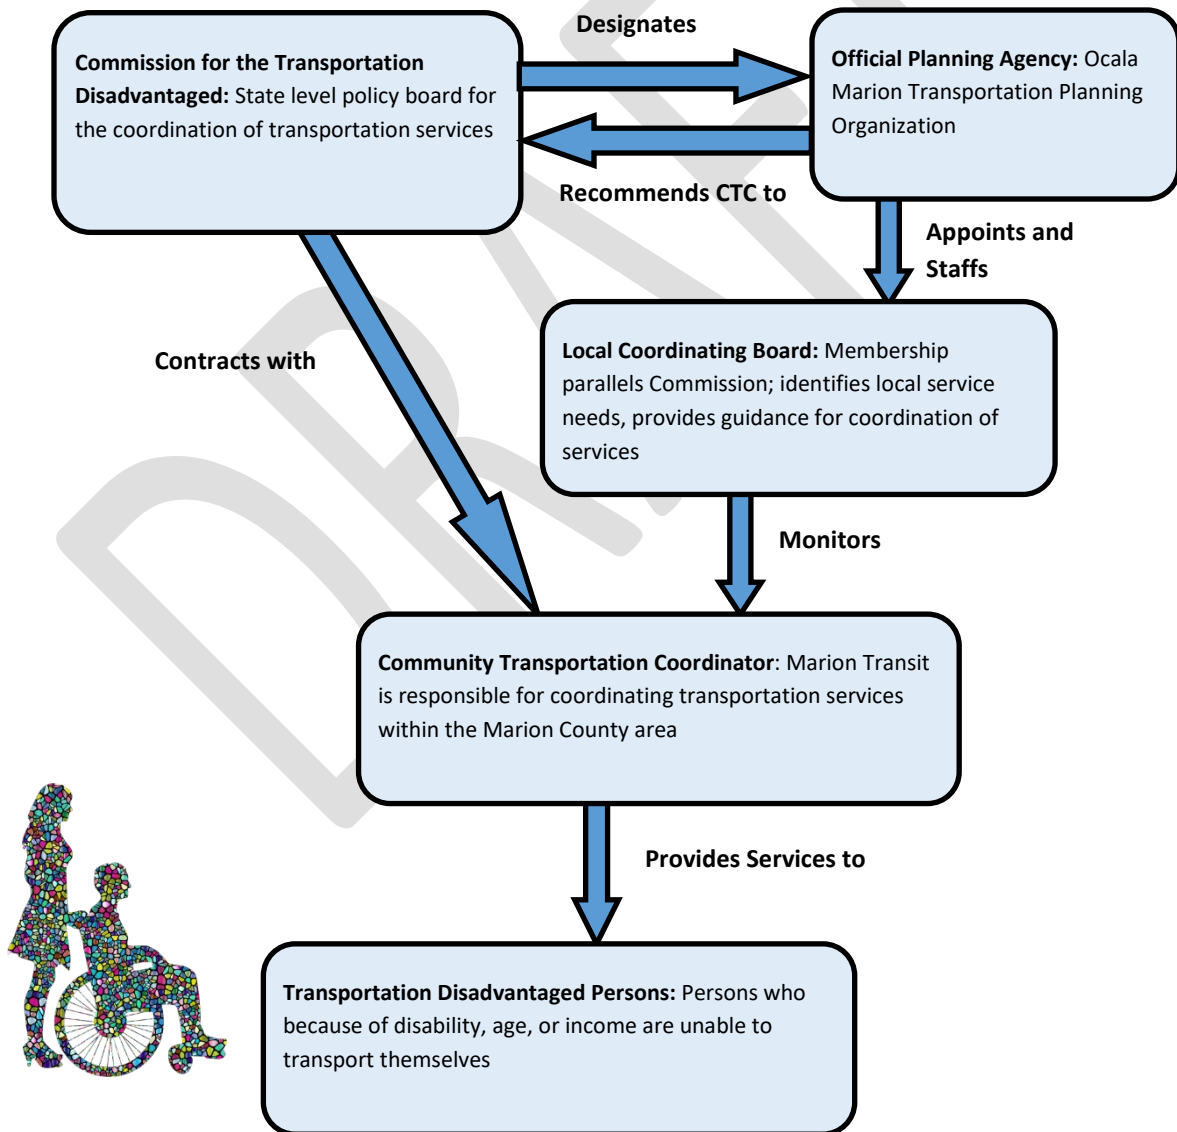 Designates
Commission for the Transportation
Disadvantaged: State level policy board for
the coordination of transportation services
Official Planning Agency: Ocala
Marion Transportation Planning
Organization
Recommends CTC to
Appoints and
Staffs
Contracts with
Local Coordinating Board: Membership
parallels Commission; identifies local service
needs, provides guidance for coordination of
services
Monitors
Community Transportation Coordinator: Marion Transit
is responsible for coordinating transportation services
within the Marion County area
Provides Services to
Transportation Disadvantaged Persons: Persons who
because of disability, age, or income are unable to
transport themselves
DRAF